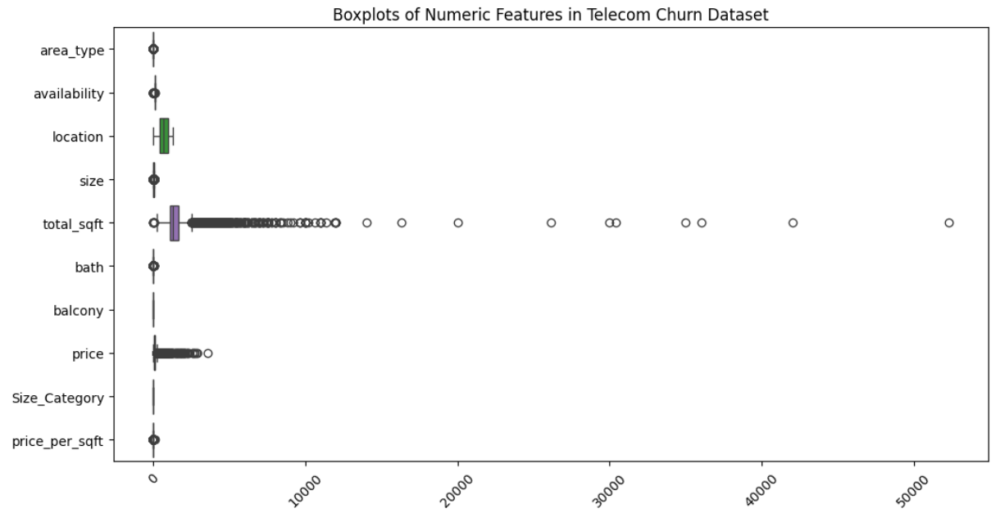 Boxplots of Numeric Features in Telecom Churn Dataset
area_type
availability
location
size
total_sqft
bath
balcony
price
Size_Category
price_per_sqft
0 10000 20000 30000 40000 50000